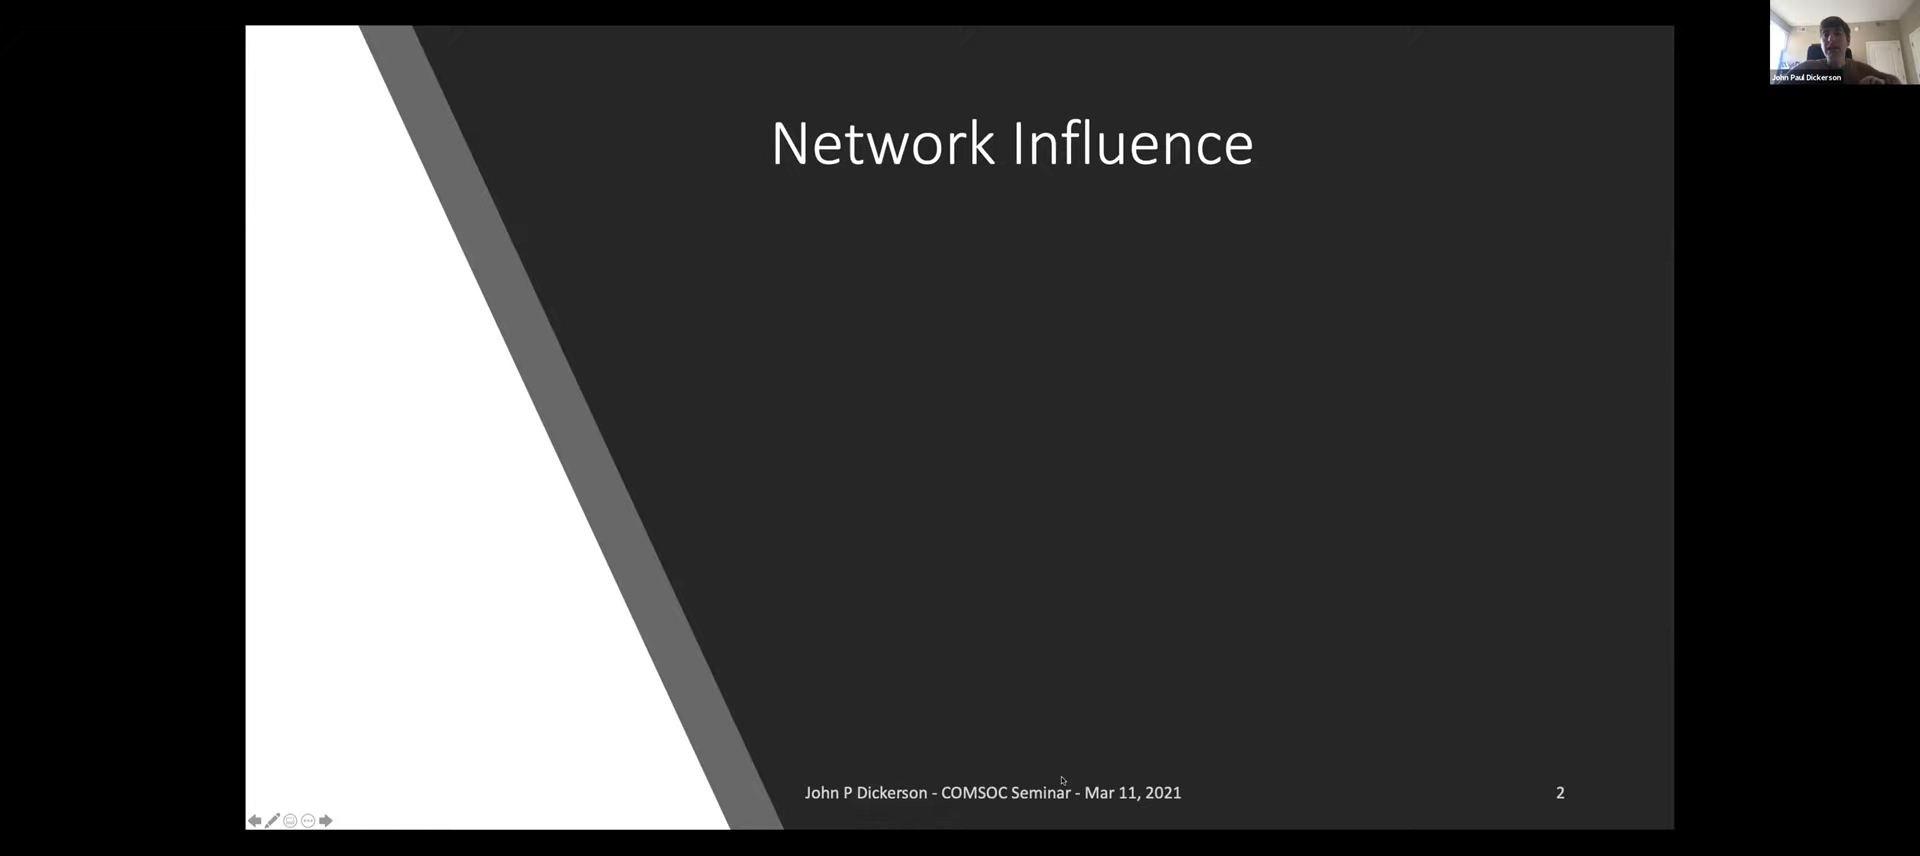 Network Influence
John Paul Dickerson
John P Dickerson - COMSOC Seminar - Mar 11, 2021
2